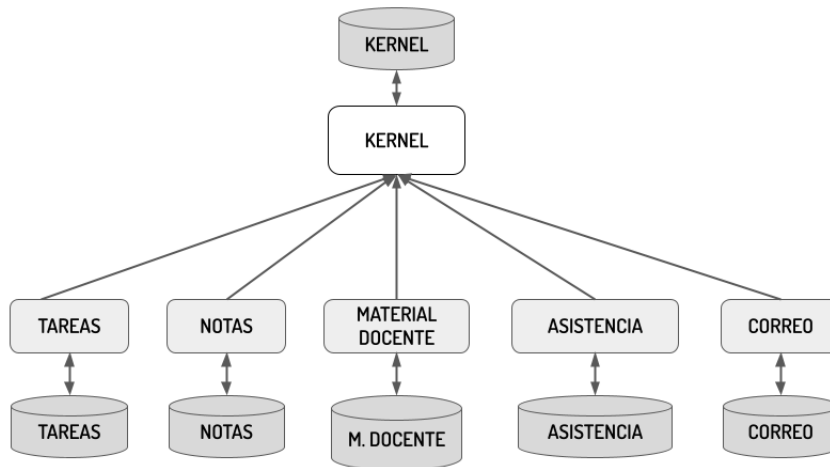 KERNEL
KERNEL
TAREAS
NOTAS
MATERIAL
DOCENTE
ASISTENCIA
CORREO
TAREAS
NOTAS
M. DOCENTE
ASISTENCIA
CORREO